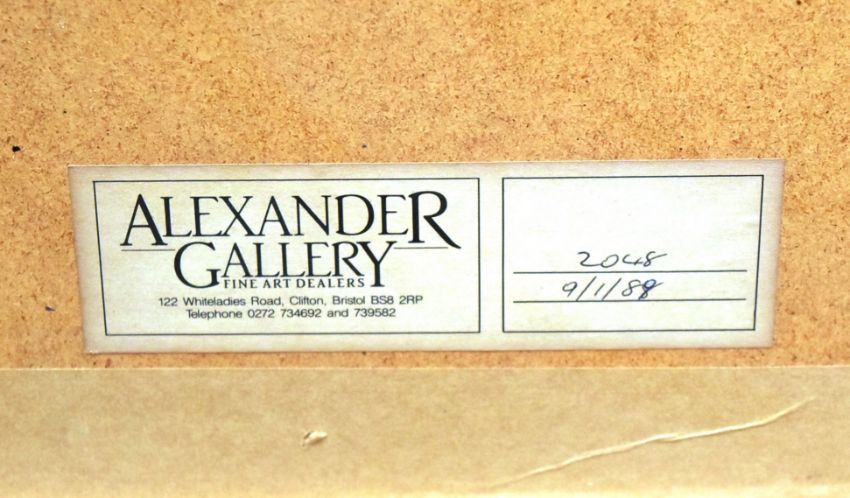 ALEXANDER
GALLERY
FINE ART DEALERS
122 Whiteladies Road, Clifton, Bristol BS8 2RP
Telephone 0272 734692 and 739582
2048
9/1/88